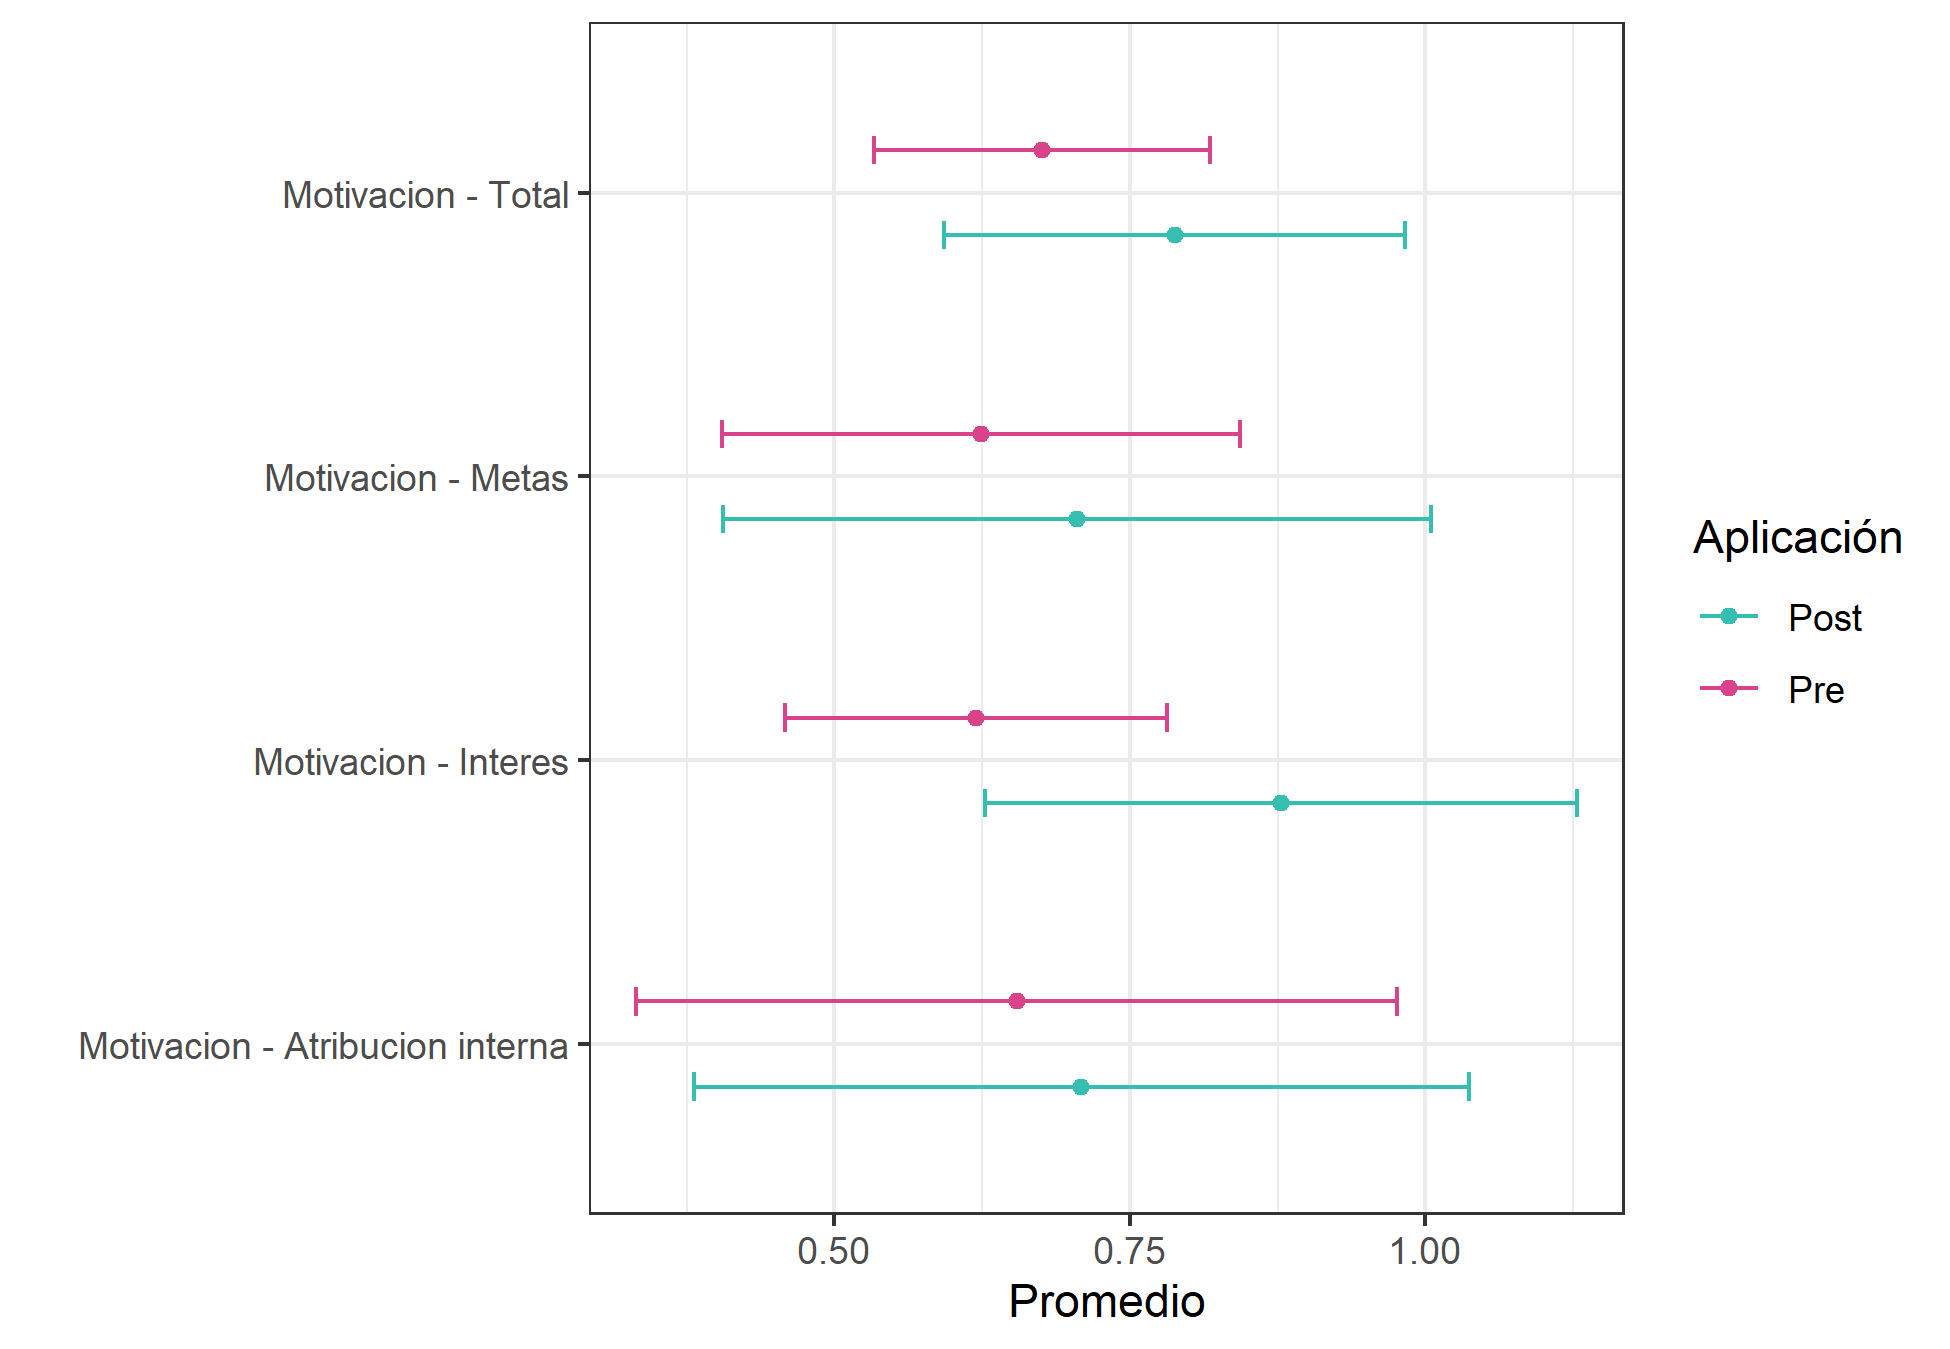 Motivacion - Total
Motivacion - Metas
Motivacion - Interes
Motivacion - Atribucion interna
0.50 0.75 1.00
Promedio
Aplicación
Post
Pre